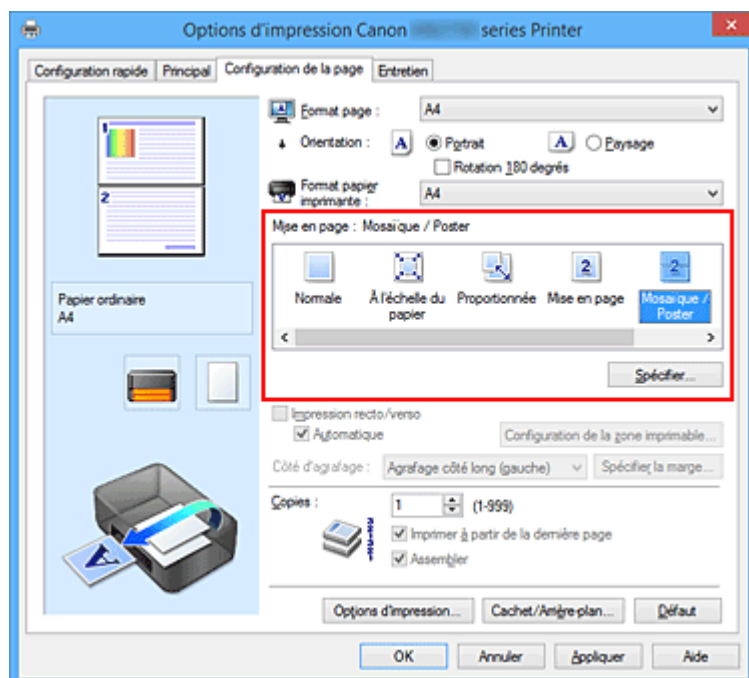 Options d'impression Canon series Printer
Configuration rapide Principal Configuration de la page Entretien
Format page : A4
Orientation : A Portrait A Paysage
Rotation 180 degrés
Format papier imprimante : A4
Mise en page : Mosaïque / Poster
Normale À l'échelle du papier Proportionnée Mise en page Mosaïque / Poster
Spécifier...
1
2
Papier ordinaire
A4
Impression recto/verso
Automatique Configuration de la zone imprimable...
Côté d'agrafage : Agrafage côté long (gauche) Spécifier la marge...
Copies : 1 (1-999)
Imprimer à partir de la dernière page
Assembler
Options d'impression... Cachet/Arrière-plan... Défaut
OK Annuler Appliquer Aide